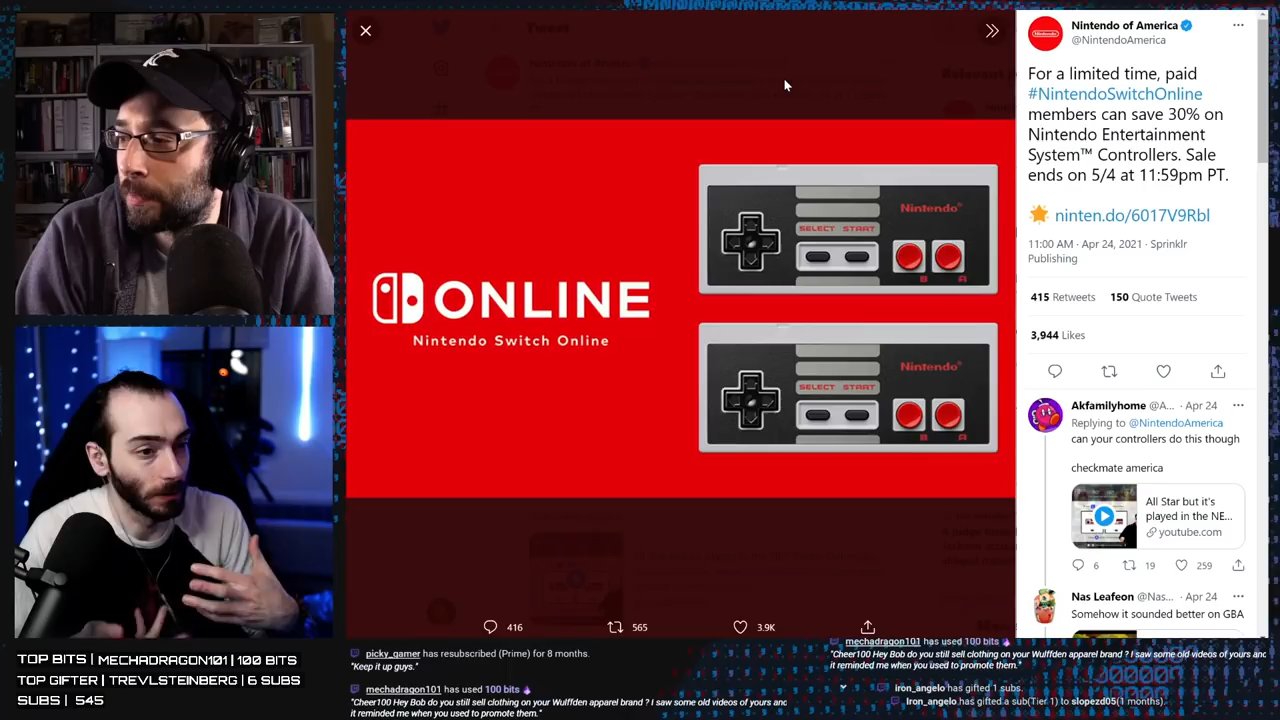 Nintendo of America
@NintendoAmerica
For a limited time, paid
#NintendoSwitchOnline
members can save 30% on
Nintendo Entertainment
System™ Controllers. Sale
ends on 5/4 at 11:59pm PT.
ninten.do/6017V9Rbl
11:00 AM · Apr 24, 2021 · Sprinklr
Publishing
415 Retweets 150 Quote Tweets
3,944 Likes
Akfamilyhome @A... · Apr 24
Replying to @NintendoAmerica
can your controllers do this though
checkmate america
All Star but it's
played in the NE...
youtube.com
6 19 259
Nas Leafeon @Nas... · Apr 24
Somehow it sounded better on GBA
ONLINE
Nintendo Switch Online
Nintendo®
SELECT START
B A
Nintendo®
SELECT START
B A
416 565 3.9K
TOP BITS | MECHADRAGON101 | 100 BITS
TOP GIFTER | TREVLSTEINBERG | 6 SUBS
SUBS | 545
picky_gamer has resubscribed (Prime) for 8 months.
"Keep it up guys."
mechadragon101 has used 100 bits
"Cheer100 Hey Bob do you still sell clothing on your Wulffden apparel brand ? I saw some old videos of yours and
it reminded me when you used to promote them."
mechadragon101 has used 100 bits
"Cheer100 Hey Bob do you still sell clothing on your Wulffden apparel brand ? I saw some old videos of yours and
it reminded me when you used to promote them."
iron_angelo has gifted 1 subs.
Iron_angelo has gifted a sub(Tier 1) to slopezd05(1 months).